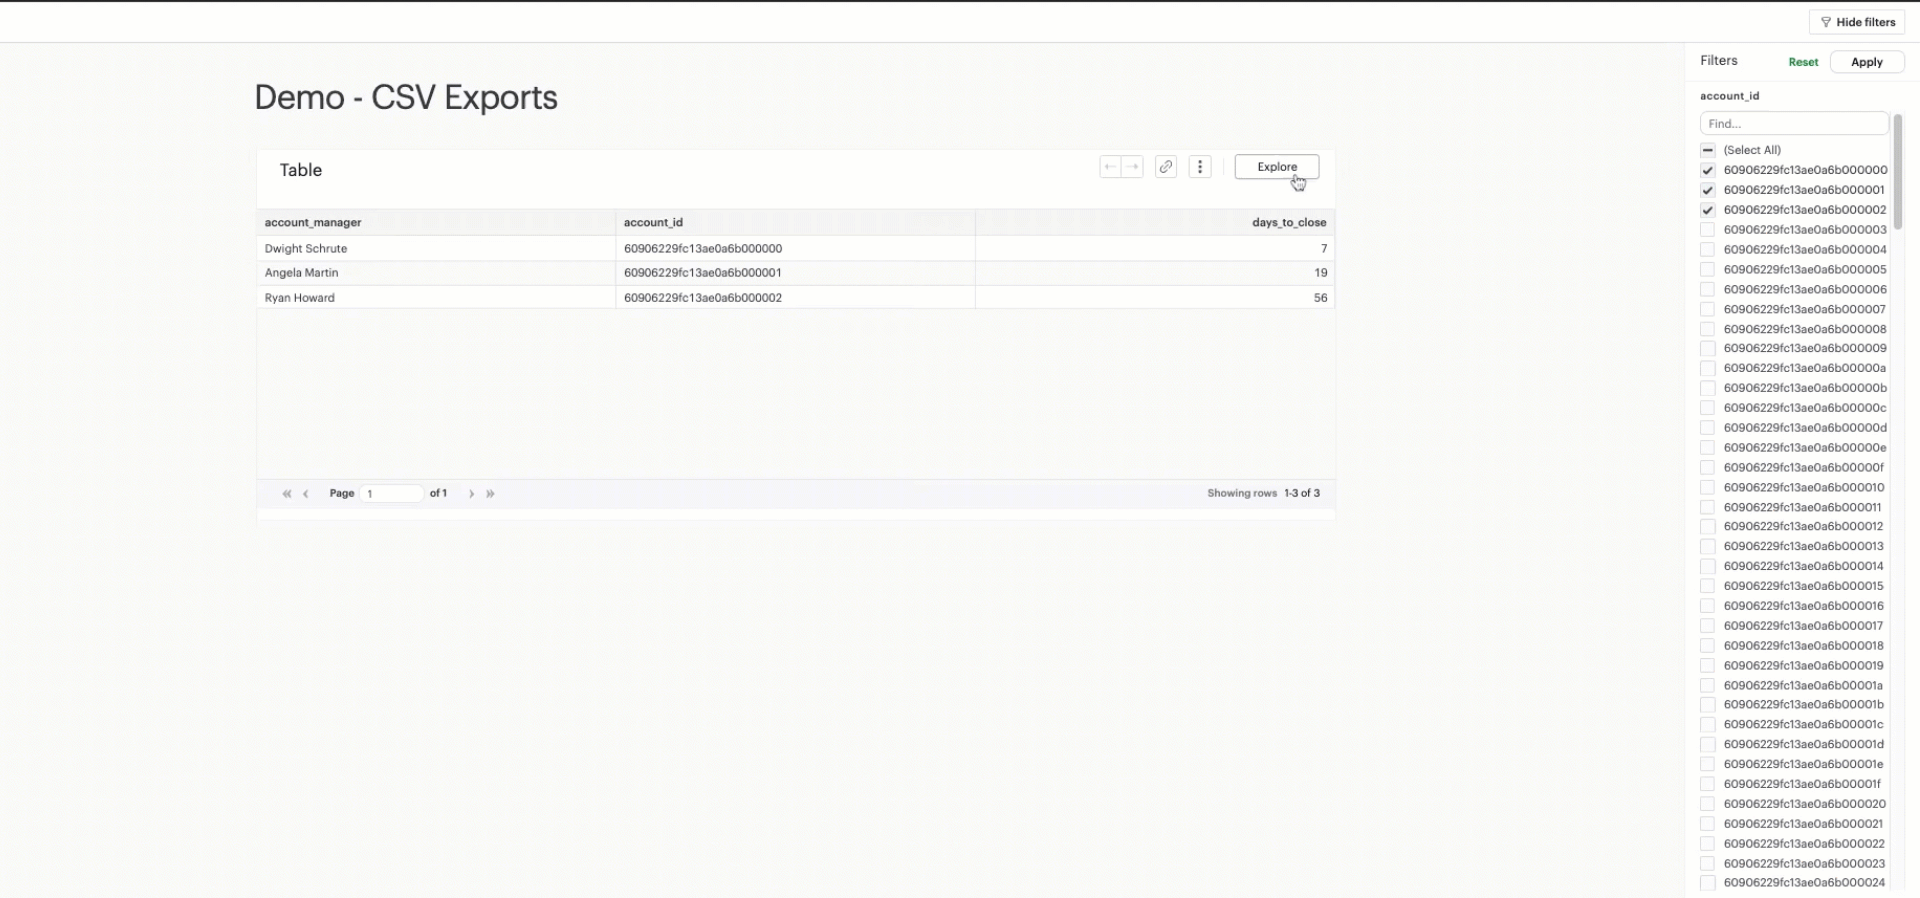 Hide filters
Filters Reset Apply
account_id
Find...
(Select All)
60906229fc13ae0a6b000000
60906229fc13ae0a6b000001
60906229fc13ae0a6b000002
60906229fc13ae0a6b000003
60906229fc13ae0a6b000004
60906229fc13ae0a6b000005
60906229fc13ae0a6b000006
60906229fc13ae0a6b000007
60906229fc13ae0a6b000008
60906229fc13ae0a6b000009
60906229fc13ae0a6b00000a
60906229fc13ae0a6b00000b
60906229fc13ae0a6b00000c
60906229fc13ae0a6b00000d
60906229fc13ae0a6b00000e
60906229fc13ae0a6b00000f
60906229fc13ae0a6b000010
60906229fc13ae0a6b000011
60906229fc13ae0a6b000012
60906229fc13ae0a6b000013
60906229fc13ae0a6b000014
60906229fc13ae0a6b000015
60906229fc13ae0a6b000016
60906229fc13ae0a6b000017
60906229fc13ae0a6b000018
60906229fc13ae0a6b000019
60906229fc13ae0a6b00001a
60906229fc13ae0a6b00001b
60906229fc13ae0a6b00001c
60906229fc13ae0a6b00001d
60906229fc13ae0a6b00001e
60906229fc13ae0a6b00001f
60906229fc13ae0a6b000020
60906229fc13ae0a6b000021
60906229fc13ae0a6b000022
60906229fc13ae0a6b000023
60906229fc13ae0a6b000024
Demo - CSV Exports
Table Explore
account_manager account_id days_to_close
Dwight Schrute 60906229fc13ae0a6b000000 7
Angela Martin 60906229fc13ae0a6b000001 19
Ryan Howard 60906229fc13ae0a6b000002 56
Page 1 of 1 Showing rows 1-3 of 3